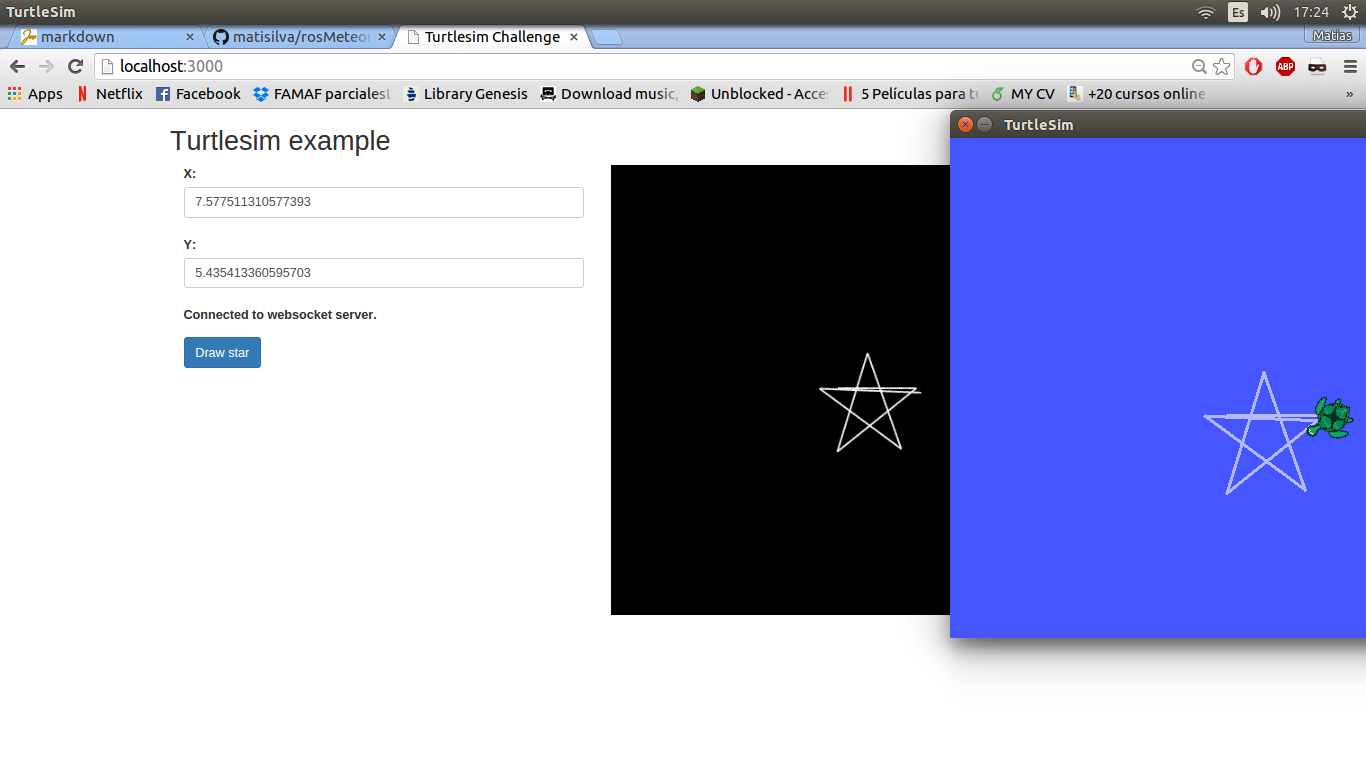 TurtleSim Es 17:24
markdown matisilva/rosMeteor Turtlesim Challenge Matias
localhost:3000
Apps Netflix Facebook FAMAF parciales Library Genesis Download music, Unblocked - Acce 5 Películas para t MY CV +20 cursos online »
TurtleSim
Turtlesim example
X:
7.577511310577393
Y:
5.435413360595703
Connected to websocket server.
Draw star